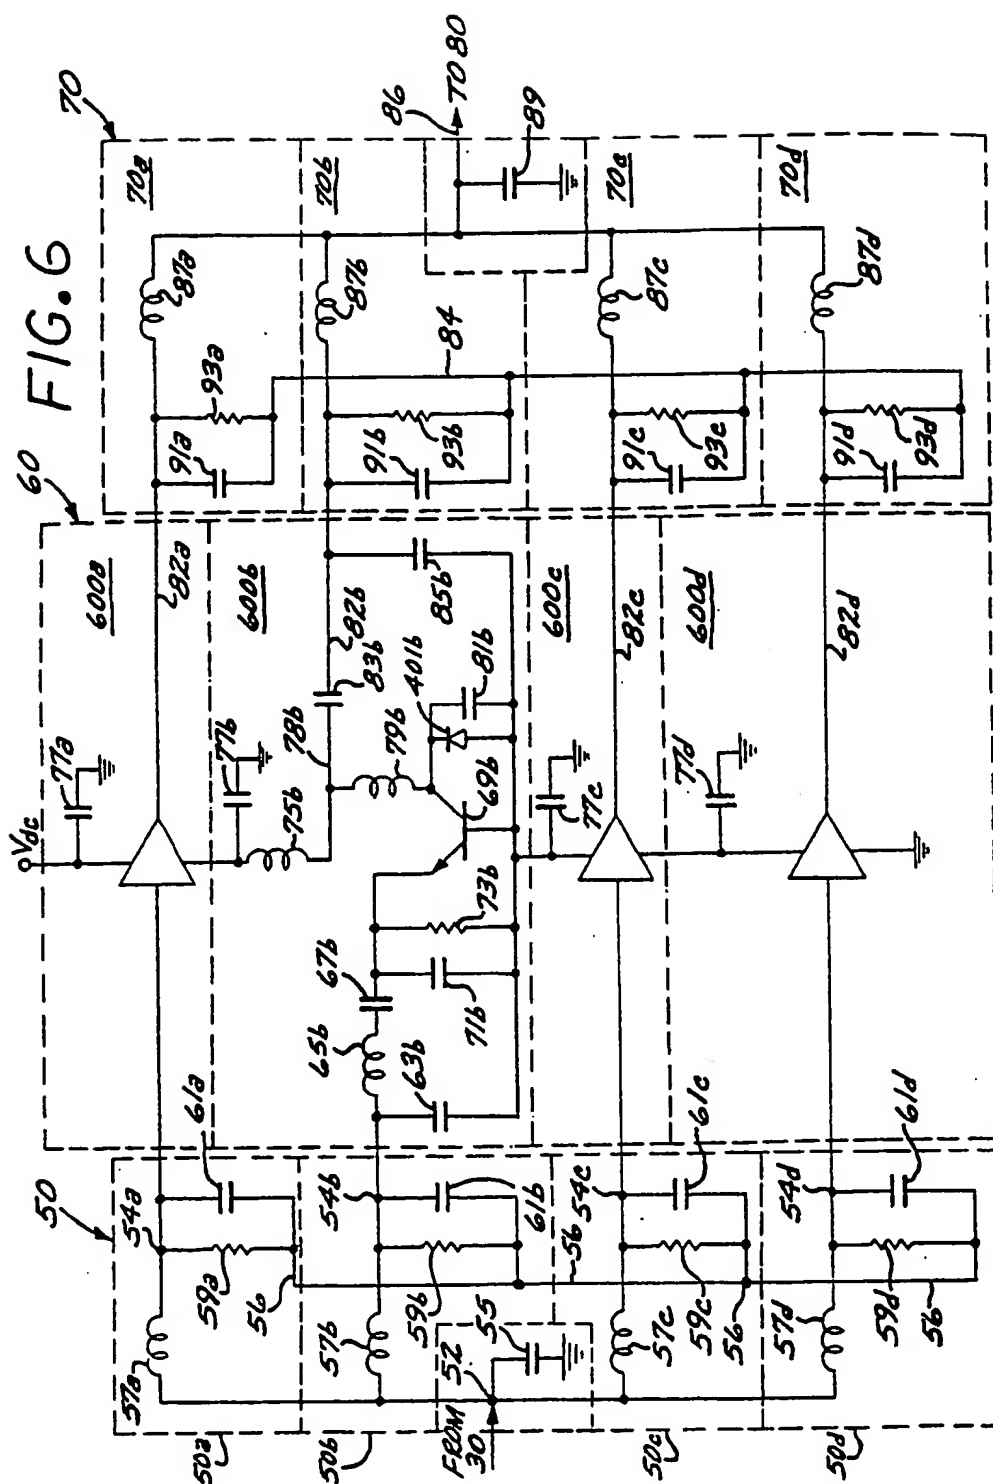 FIG. 6
70
60
50
70a
70b
70c
70d
600a
600b
600c
600d
50a
50b
50c
50d
Vdc
77a
82a
87a
93a
91a
84
54a
61a
59a
56
57a
77b
75b
78b
83b
82b
85b
79b
401b
81b
69b
73b
67b
71b
65b
63b
87b
91b
93b
86
TO 80
89
54b
61b
59b
56
57b
FROM
30
52
55
77c
82c
87c
91c
93c
54c
61c
59c
56
57c
77d
82d
87d
91d
93d
54d
61d
59d
56
57d